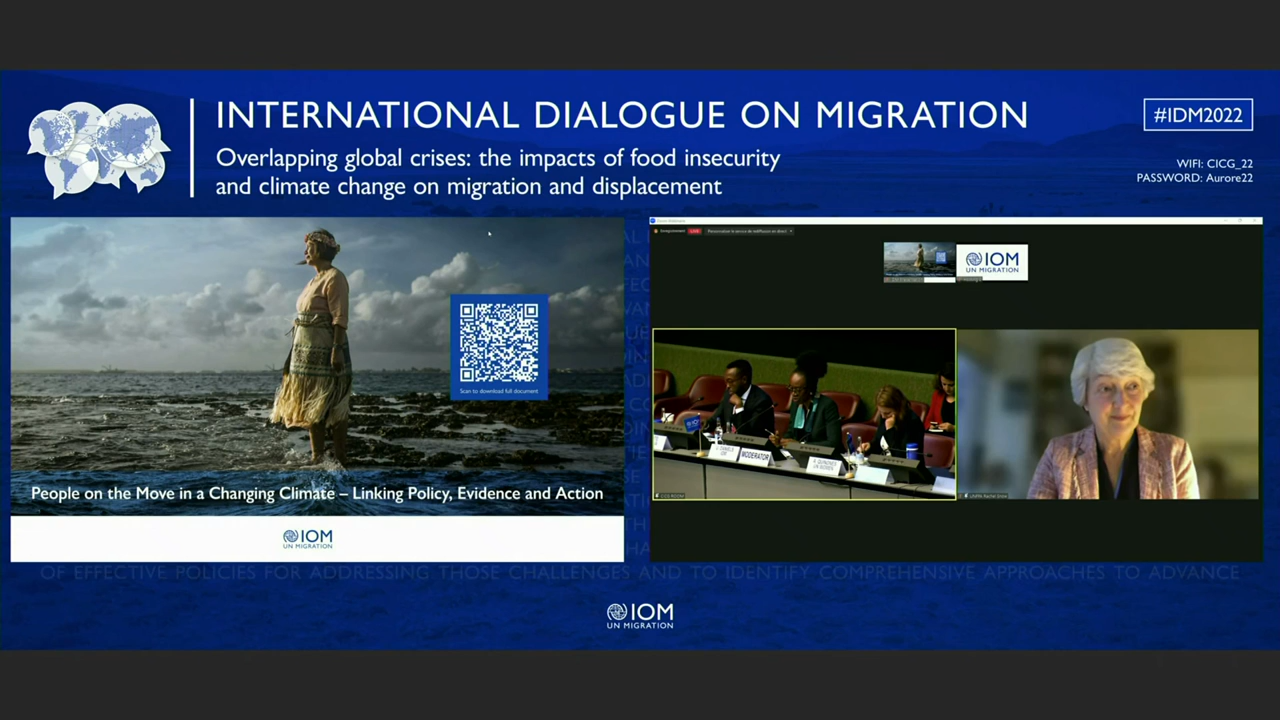 INTERNATIONAL DIALOGUE ON MIGRATION
Overlapping global crises: the impacts of food insecurity
and climate change on migration and displacement
#IDM2022
WIFI: CICG_22
PASSWORD: Aurore22
Scan to download full document
People on the Move in a Changing Climate – Linking Policy, Evidence and Action
IOM
UN MIGRATION
LIVE
IOM
UN MIGRATION
MODERATOR
UN WOMEN
OF EFFECTIVE POLICIES FOR ADDRESSING THOSE CHALLENGES AND TO IDENTIFY COMPREHENSIVE APPROACHES TO ADVANCE
IOM
UN MIGRATION